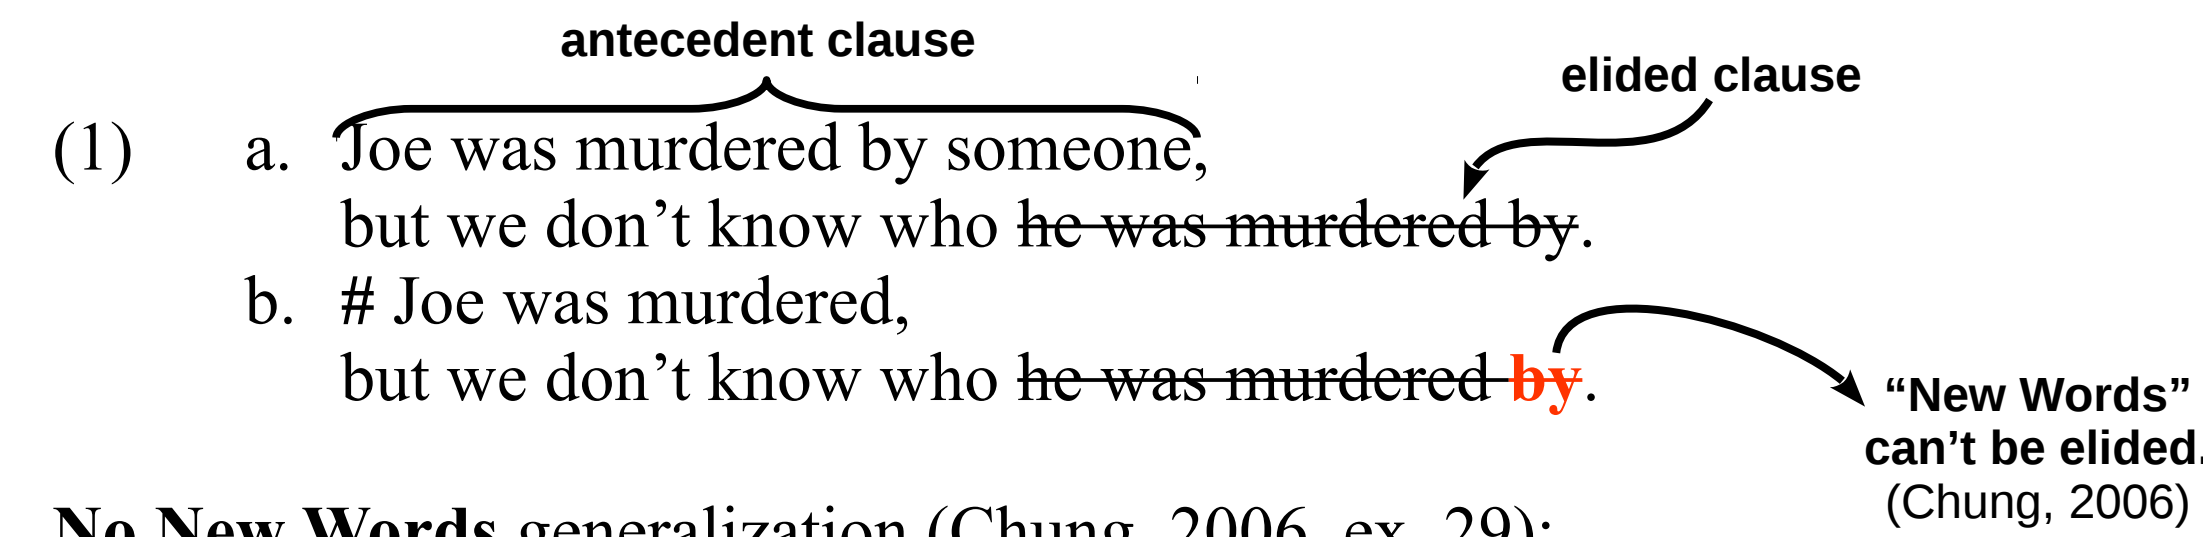 antecedent clause
elided clause
(1) a. Joe was murdered by someone,
but we don’t know who he was murdered by.
b. # Joe was murdered,
but we don’t know who he was murdered by.
“New Words”
can’t be elided.
(Chung, 2006)
No New Words generalization (Chung, 2006, ex. 29):